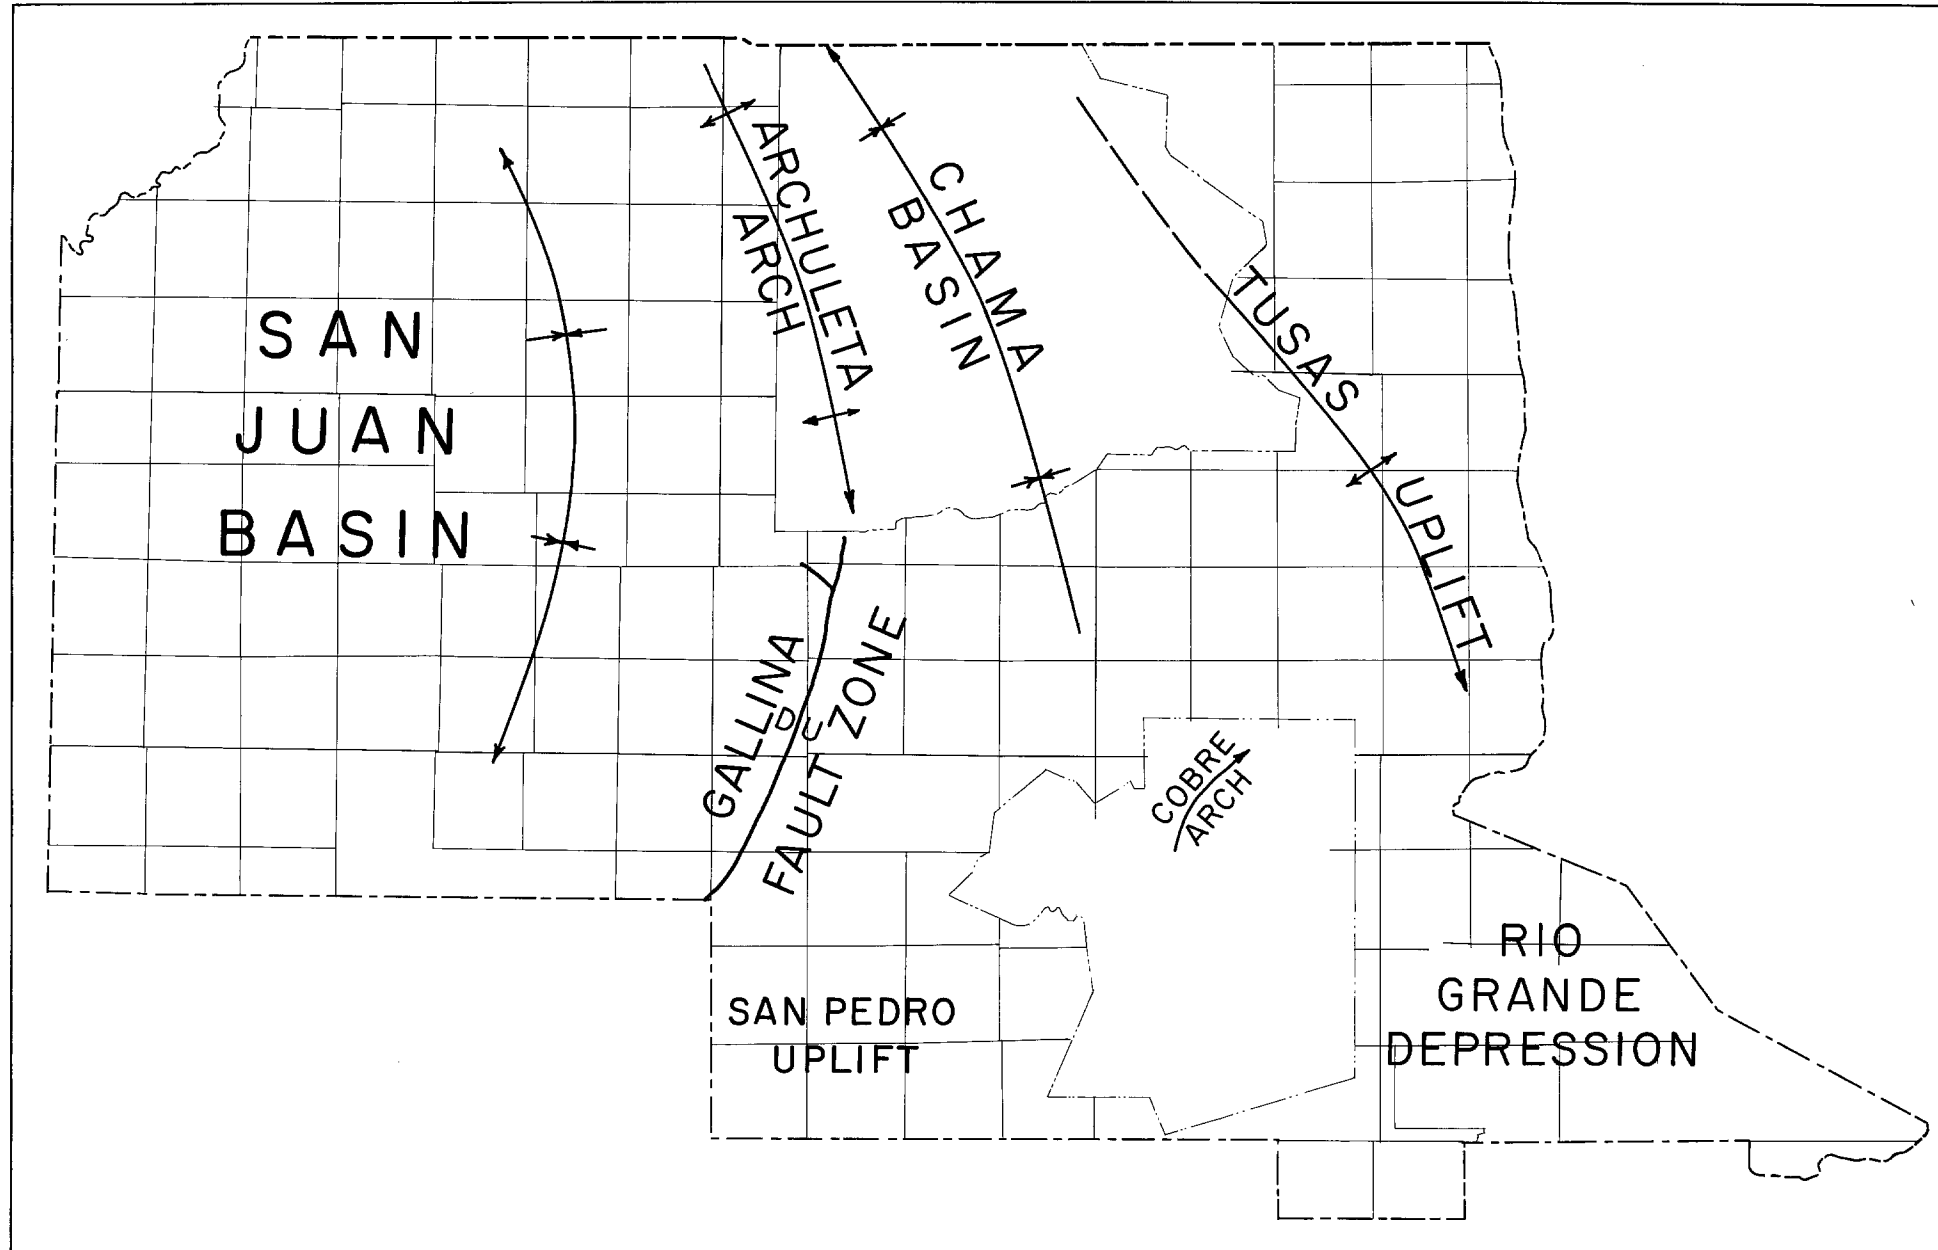 SAN
JUAN
BASIN
ARCHULETA
ARCH
CHAMA
BASIN
TUSAS
UPLIFT
GALLINA
D U
FAULT ZONE
COBRE
ARCH
SAN PEDRO
UPLIFT
RIO
GRANDE
DEPRESSION